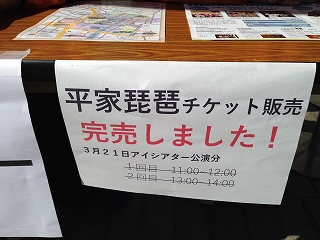 平家琵琶チケット販売
完売しました！
３月２１日アイシアター公演分
１回目　11:00~12:00
２回目　13:00~14:00